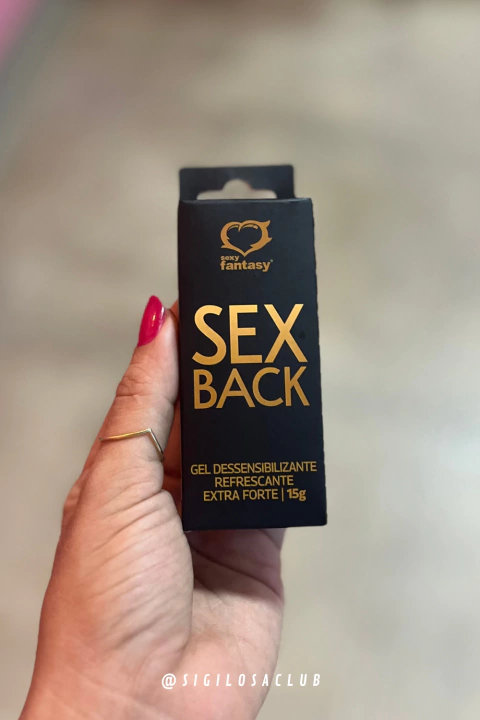 sexy
fantasy®
SEX
BACK
GEL DESSENSIBILIZANTE
REFRESCANTE
EXTRA FORTE | 15g
@SIGILOSACLUB